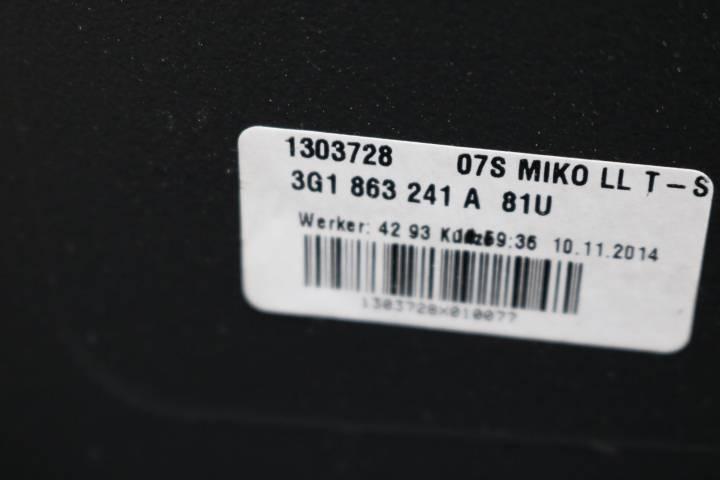 1303728 07S MIKO LL T-S
3G1 863 241 A 81U
Werker: 42 93 :59:36 10.11.2014
1303728x010077